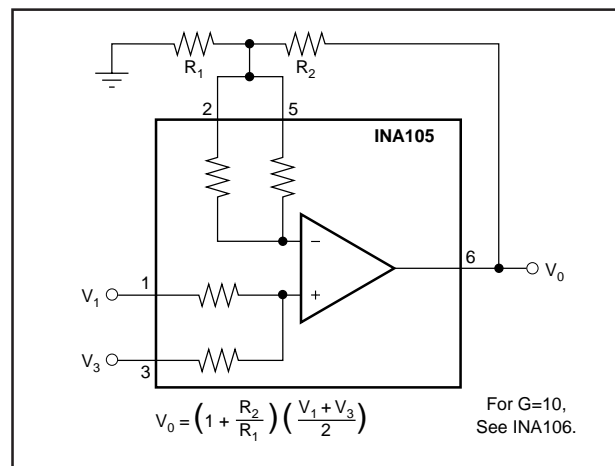 R₁ R₂
2 5
INA105
−
6
V₀
1
V₁
+
V₃
3
V₀ = (1 + R₂/R₁) (V₁ + V₃/2)
For G=10,
See INA106.